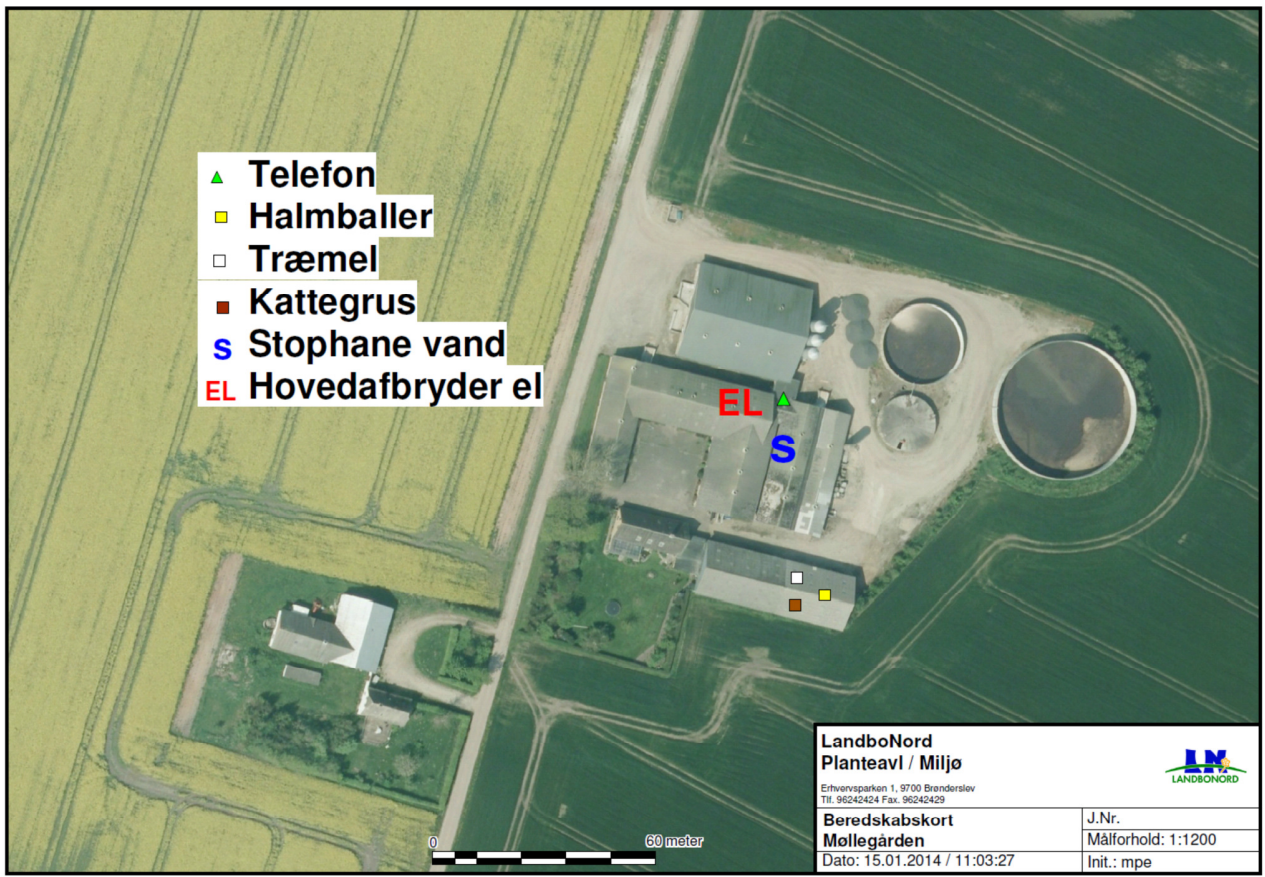 Telefon
Halmballer
Træmel
Kattegrus
S Stophane vand
EL Hovedafbryder el
EL
S
0 60 meter
LandboNord
Planteavl / Miljø
Erhvervsparken 1, 9700 Brønderslev
Tlf. 96242424 Fax. 96242429
LN
LANDBONORD
Beredskabskort
Møllegården
Dato: 15.01.2014 / 11:03:27
J.Nr.
Målforhold: 1:1200
Init.: mpe